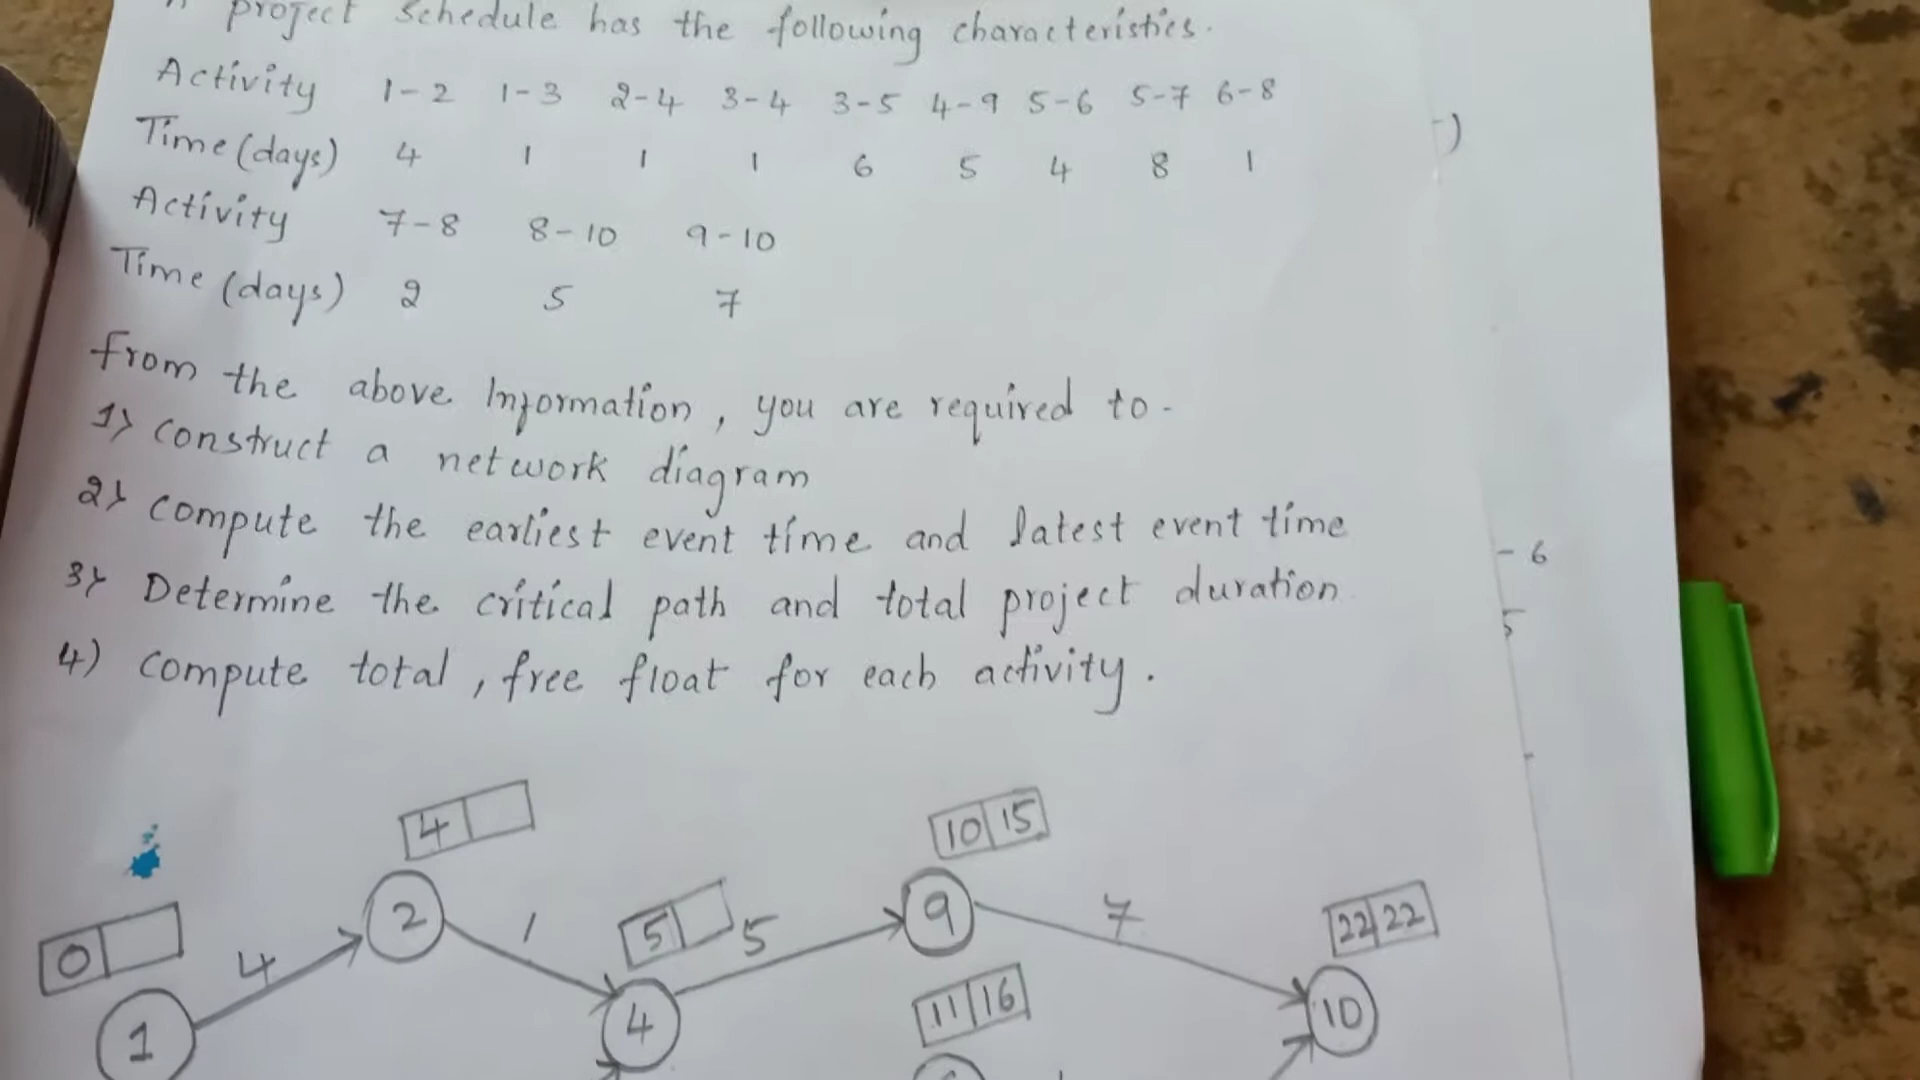 project schedule has the following characteristics.
Activity 1-2 1-3 2-4 3-4 3-5 4-9 5-6 5-7 6-8
Time (days) 4 1 1 1 6 5 4 8 1
Activity 7-8 8-10 9-10
Time (days) 2 5 7
From the above Information, you are required to -
1) construct a network diagram
2) compute the earliest event time and latest event time
3) Determine the critical path and total project duration
4) compute total, free float for each activity.
4
10 15
0
4
2
1
5
5
9
7
22 22
1
4
11 16
10
- 6
5